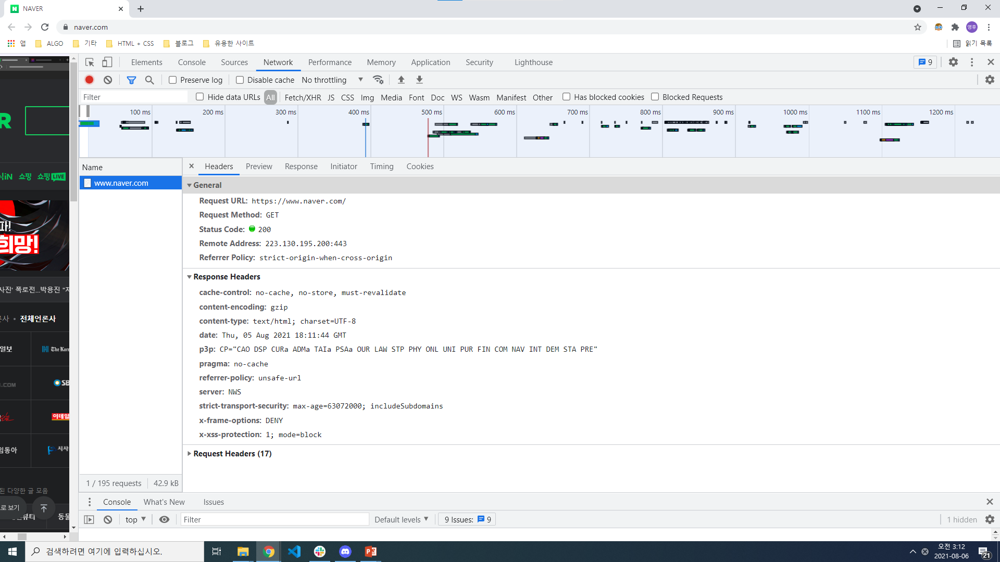 NAVER
naver.com
영후
앱 ALGO 기타 HTML + CSS 블로그 유용한 사이트 읽기 목록
Elements Console Sources Network Performance Memory Application Security Lighthouse 9
Preserve log Disable cache No throttling
Filter Hide data URLs All Fetch/XHR JS CSS Img Media Font Doc WS Wasm Manifest Other Has blocked cookies Blocked Requests
100 ms 200 ms 300 ms 400 ms 500 ms 600 ms 700 ms 800 ms 900 ms 1000 ms 1100 ms 1200 ms
Name
www.naver.com
1 / 195 requests 42.9 kB
Headers Preview Response Initiator Timing Cookies
General
Request URL: https://www.naver.com/
Request Method: GET
Status Code: 200
Remote Address: 223.130.195.200:443
Referrer Policy: strict-origin-when-cross-origin
Response Headers
cache-control: no-cache, no-store, must-revalidate
content-encoding: gzip
content-type: text/html; charset=UTF-8
date: Thu, 05 Aug 2021 18:11:44 GMT
p3p: CP="CAO DSP CURa ADMa TAIa PSAa OUR LAW STP PHY ONL UNI PUR FIN COM NAV INT DEM STA PRE"
pragma: no-cache
referrer-policy: unsafe-url
server: NWS
strict-transport-security: max-age=63072000; includeSubdomains
x-frame-options: DENY
x-xss-protection: 1; mode=block
Request Headers (17)
R
식iN 쇼핑 쇼핑LIVE
파!
희망!
사진' 폭로전...박용진 "저
론사 • 전체언론사
일보 The Kore
.COM SB
이데일
임동아 시사
된 다양한 글 모음
로 보기
뷰티 동물
Console What's New Issues
top Filter Default levels 9 Issues: 9 1 hidden
검색하려면 여기에 입력하십시오.
오전 3:12
2021-08-06
21